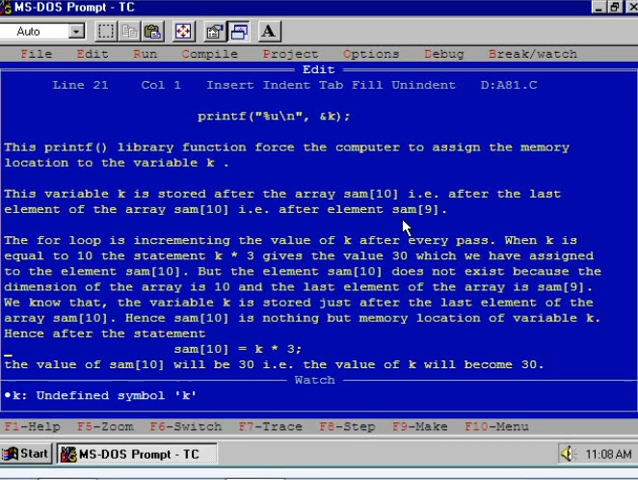 MS-DOS Prompt - TC
Auto
File Edit Run Compile Project Options Debug Break/watch
Edit
Line 21 Col 1 Insert Indent Tab Fill Unindent D:A81.C
printf("%u\n", &k);
This printf() library function force the computer to assign the memory
location to the variable k .
This variable k is stored after the array sam[10] i.e. after the last
element of the array sam[10] i.e. after element sam[9].
The for loop is incrementing the value of k after every pass. When k is
equal to 10 the statement k * 3 gives the value 30 which we have assigned
to the element sam[10]. But the element sam[10] does not exist because the
dimension of the array is 10 and the last element of the array is sam[9].
We know that, the variable k is stored just after the last element of the
array sam[10]. Hence sam[10] is nothing but memory location of variable k.
Hence after the statement
sam[10] = k * 3;
the value of sam[10] will be 30 i.e. the value of k will become 30.
Watch
•k: Undefined symbol 'k'
F1-Help F5-Zoom F6-Switch F7-Trace F8-Step F9-Make F10-Menu
Start MS-DOS Prompt - TC 11:08 AM